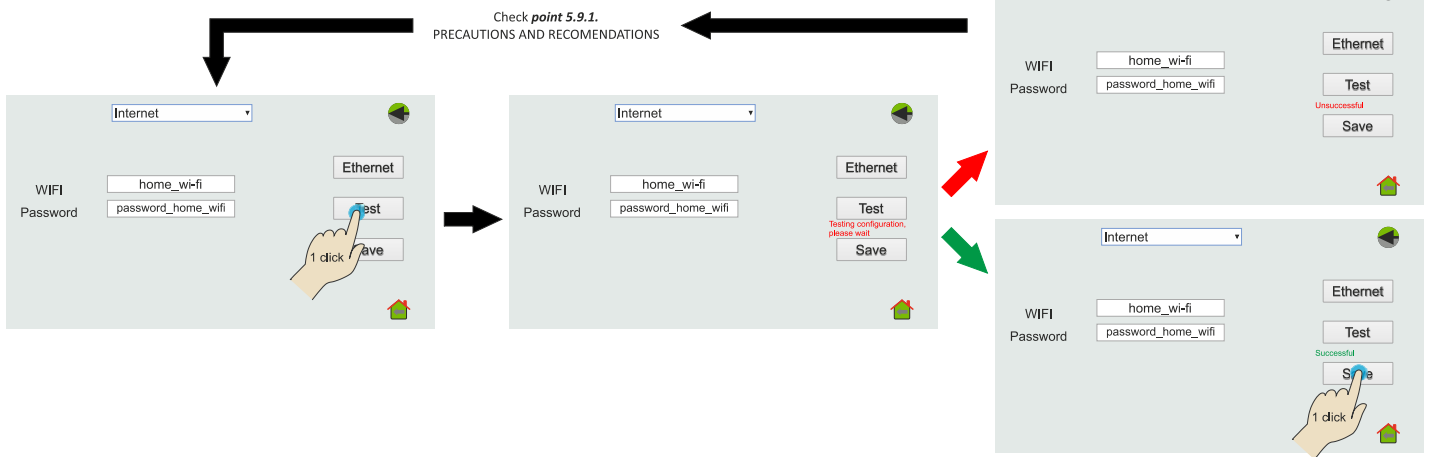 Check point 5.9.1.
PRECAUTIONS AND RECOMENDATIONS
WIFI
home_wi-fi
Password
password_home_wifi
Ethernet
Test
Unsuccessful
Save
Internet
WIFI
home_wi-fi
Password
password_home_wifi
Ethernet
Test
Save
1 click
Internet
WIFI
home_wi-fi
Password
password_home_wifi
Ethernet
Test
Testing configuration,
please wait
Save
Internet
WIFI
home_wi-fi
Password
password_home_wifi
Ethernet
Test
Successful
Save
1 click